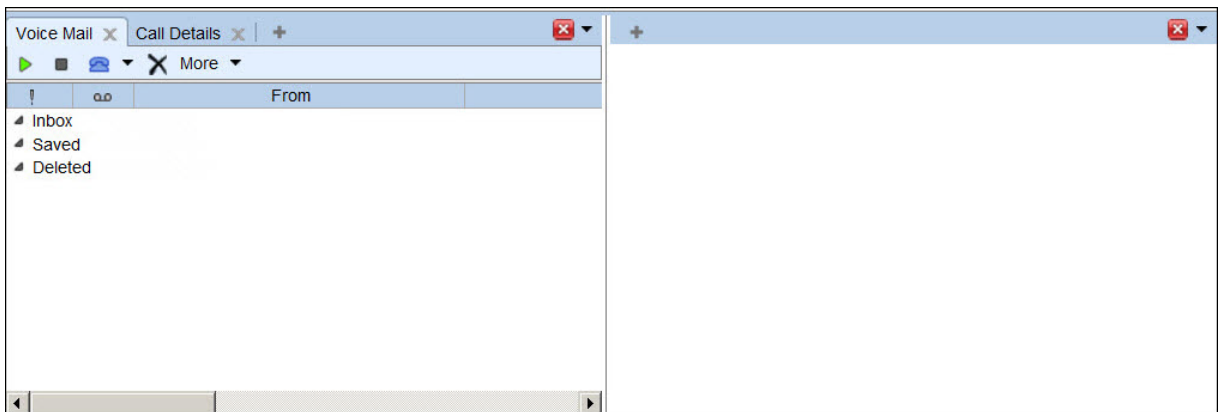 Voice Mail Call Details
More
From
Inbox
Saved
Deleted